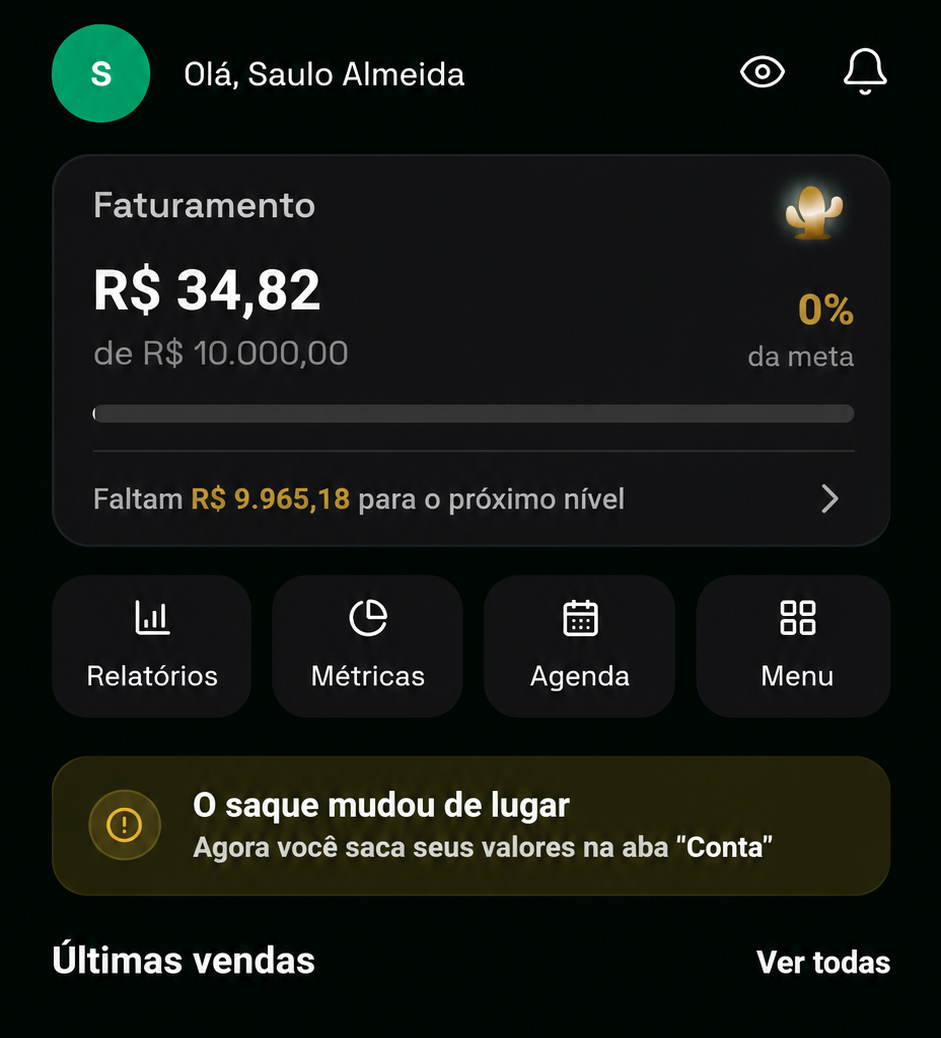 S
Olá, Saulo Almeida
Faturamento
R$ 34,82
0%
de R$ 10.000,00
da meta
Faltam R$ 9.965,18 para o próximo nível
Relatórios
Métricas
Agenda
Menu
O saque mudou de lugar
Agora você saca seus valores na aba "Conta"
Últimas vendas
Ver todas